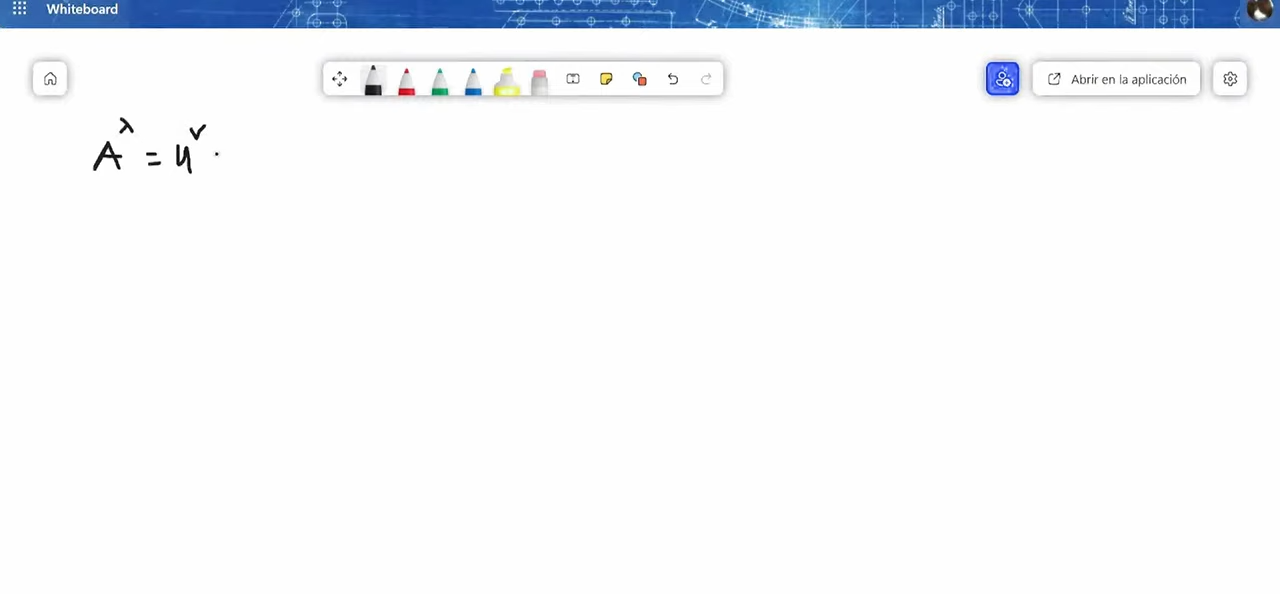 Whiteboard
Abrir en la aplicación
A^λ = u^r ·